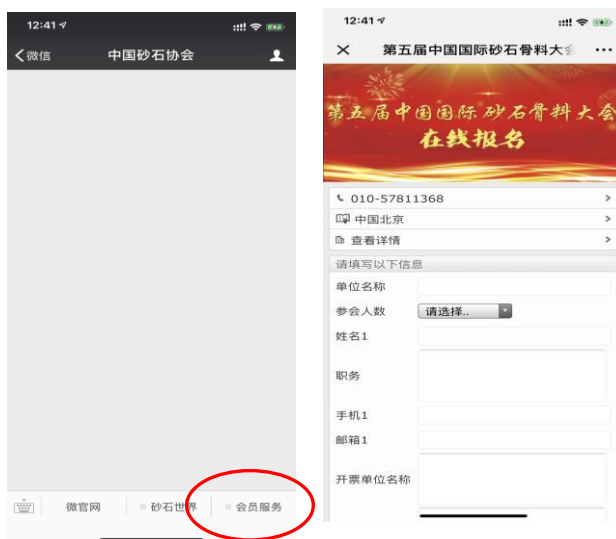 12:41
微信
中国砂石协会
微官网
砂石世界
会员服务
12:41
第五届中国国际砂石骨料大会
···
第五届中国国际砂石骨料大会
在线报名
010-57811368
中国北京
查看详情
请填写以下信息
单位名称
参会人数
请选择..
姓名1
职务
手机1
邮箱1
开票单位名称